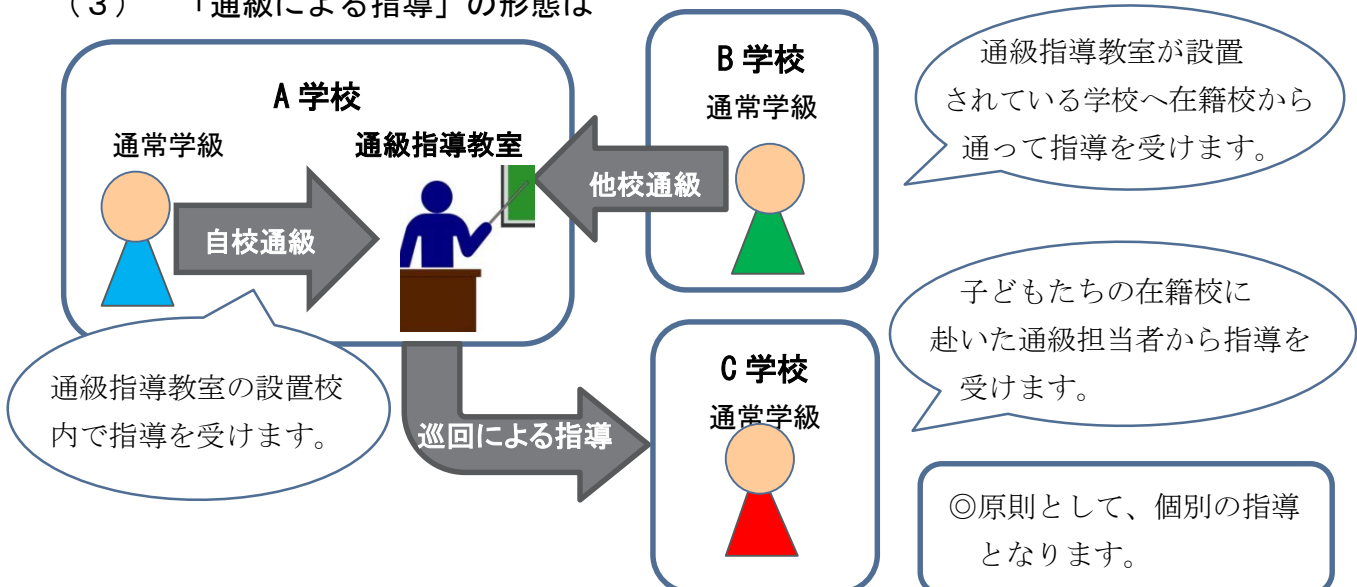 （３）　「通級による指導」の形態は
A 学校
通常学級
通級指導教室
自校通級
通級指導教室の設置校
内で指導を受けます。
B 学校
通常学級
他校通級
通級指導教室が設置
されている学校へ在籍校から
通って指導を受けます。
巡回による指導
C 学校
通常学級
子どもたちの在籍校に
赴いた通級担当者から指導を
受けます。
◎原則として、個別の指導
となります。